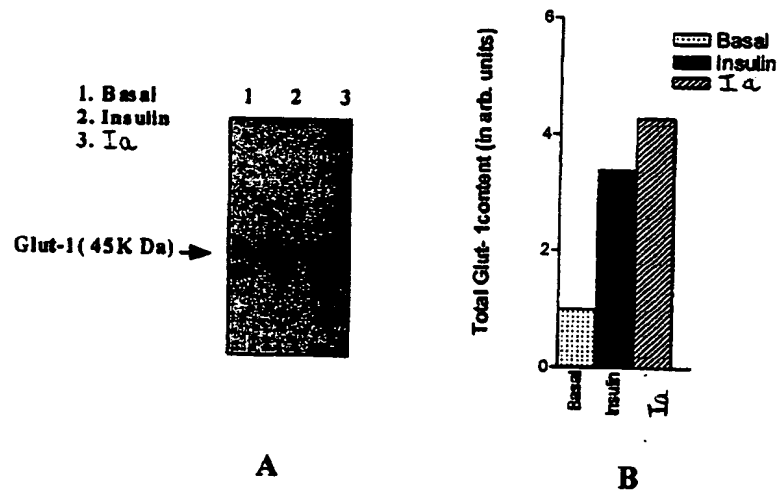 1. Basal
2. Insulin
3. Ia
1 2 3
Glut-1 ( 45K Da)
A
Total Glut- 1content (in arb. units)
6
4
2
0
Basal
Insulin
Ia
Basal
Insulin
Ia
B